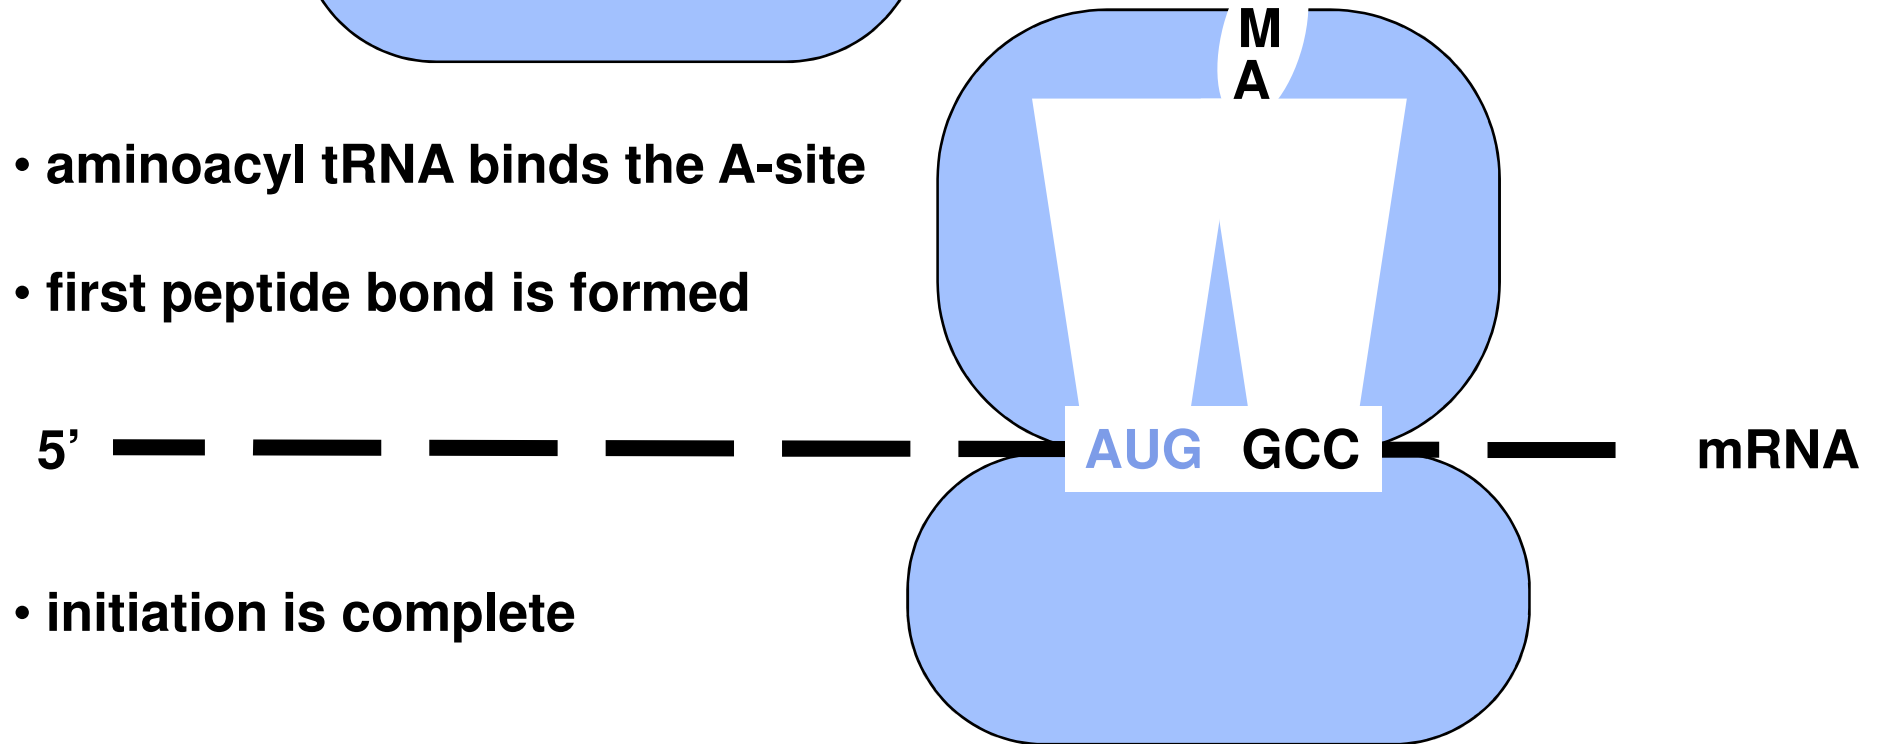 M
A
• aminoacyl tRNA binds the A-site
• first peptide bond is formed
5’ AUG GCC mRNA
• initiation is complete